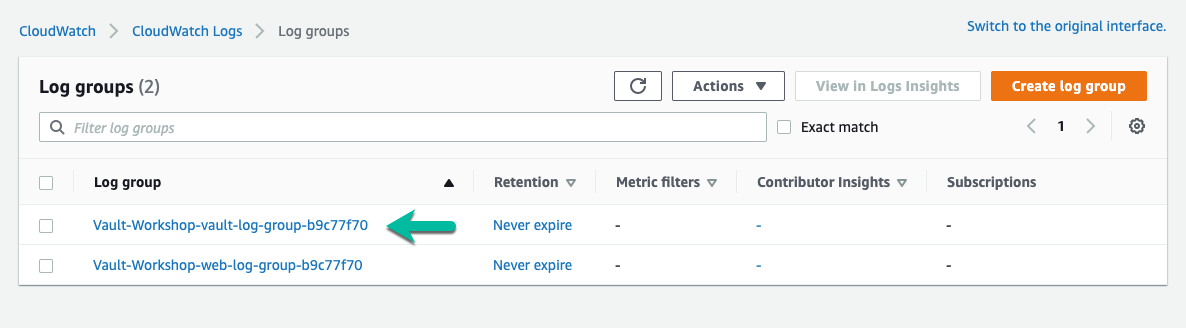 CloudWatch > CloudWatch Logs > Log groups
Switch to the original interface.
Log groups (2)
Actions
View in Logs Insights
Create log group
Filter log groups
Exact match
1
Log group Retention Metric filters Contributor Insights Subscriptions
Vault-Workshop-vault-log-group-b9c77f70 Never expire - - -
Vault-Workshop-web-log-group-b9c77f70 Never expire - - -